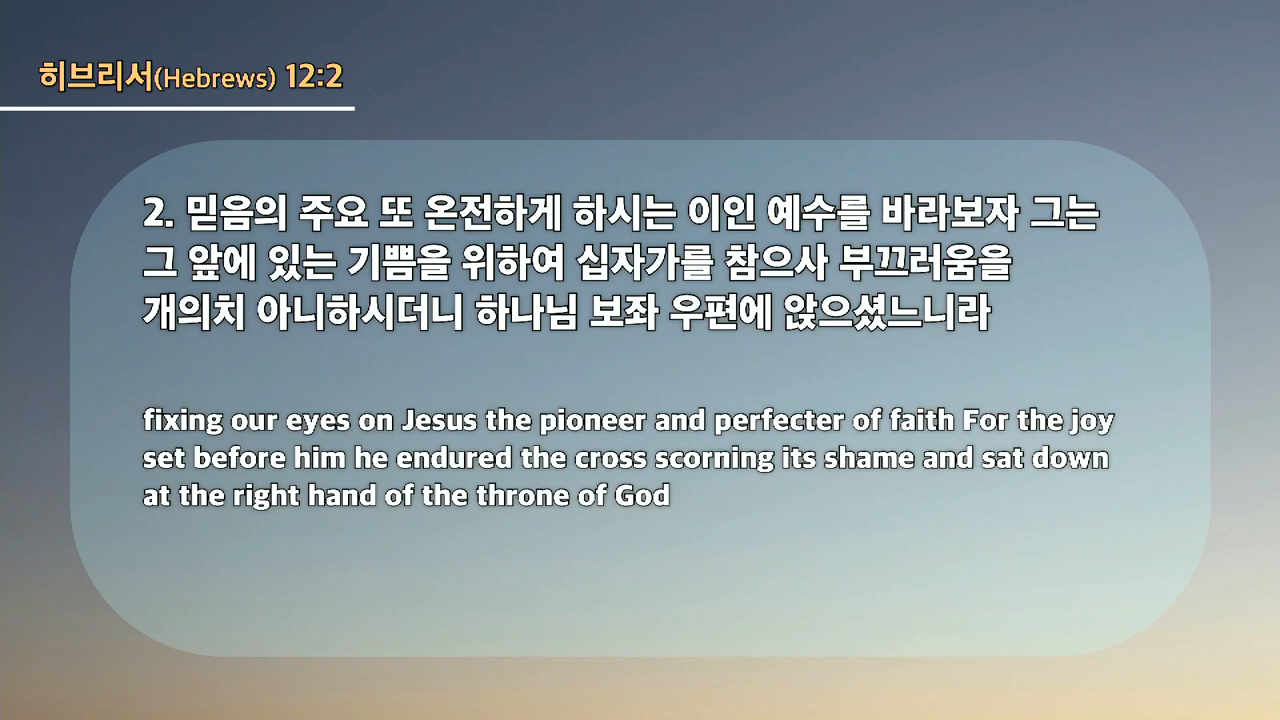 히브리서(Hebrews) 12:2
2. 믿음의 주요 또 온전하게 하시는 이인 예수를 바라보자 그는
그 앞에 있는 기쁨을 위하여 십자가를 참으사 부끄러움을
개의치 아니하시더니 하나님 보좌 우편에 앉으셨느니라
fixing our eyes on Jesus the pioneer and perfecter of faith For the joy
set before him he endured the cross scorning its shame and sat down
at the right hand of the throne of God